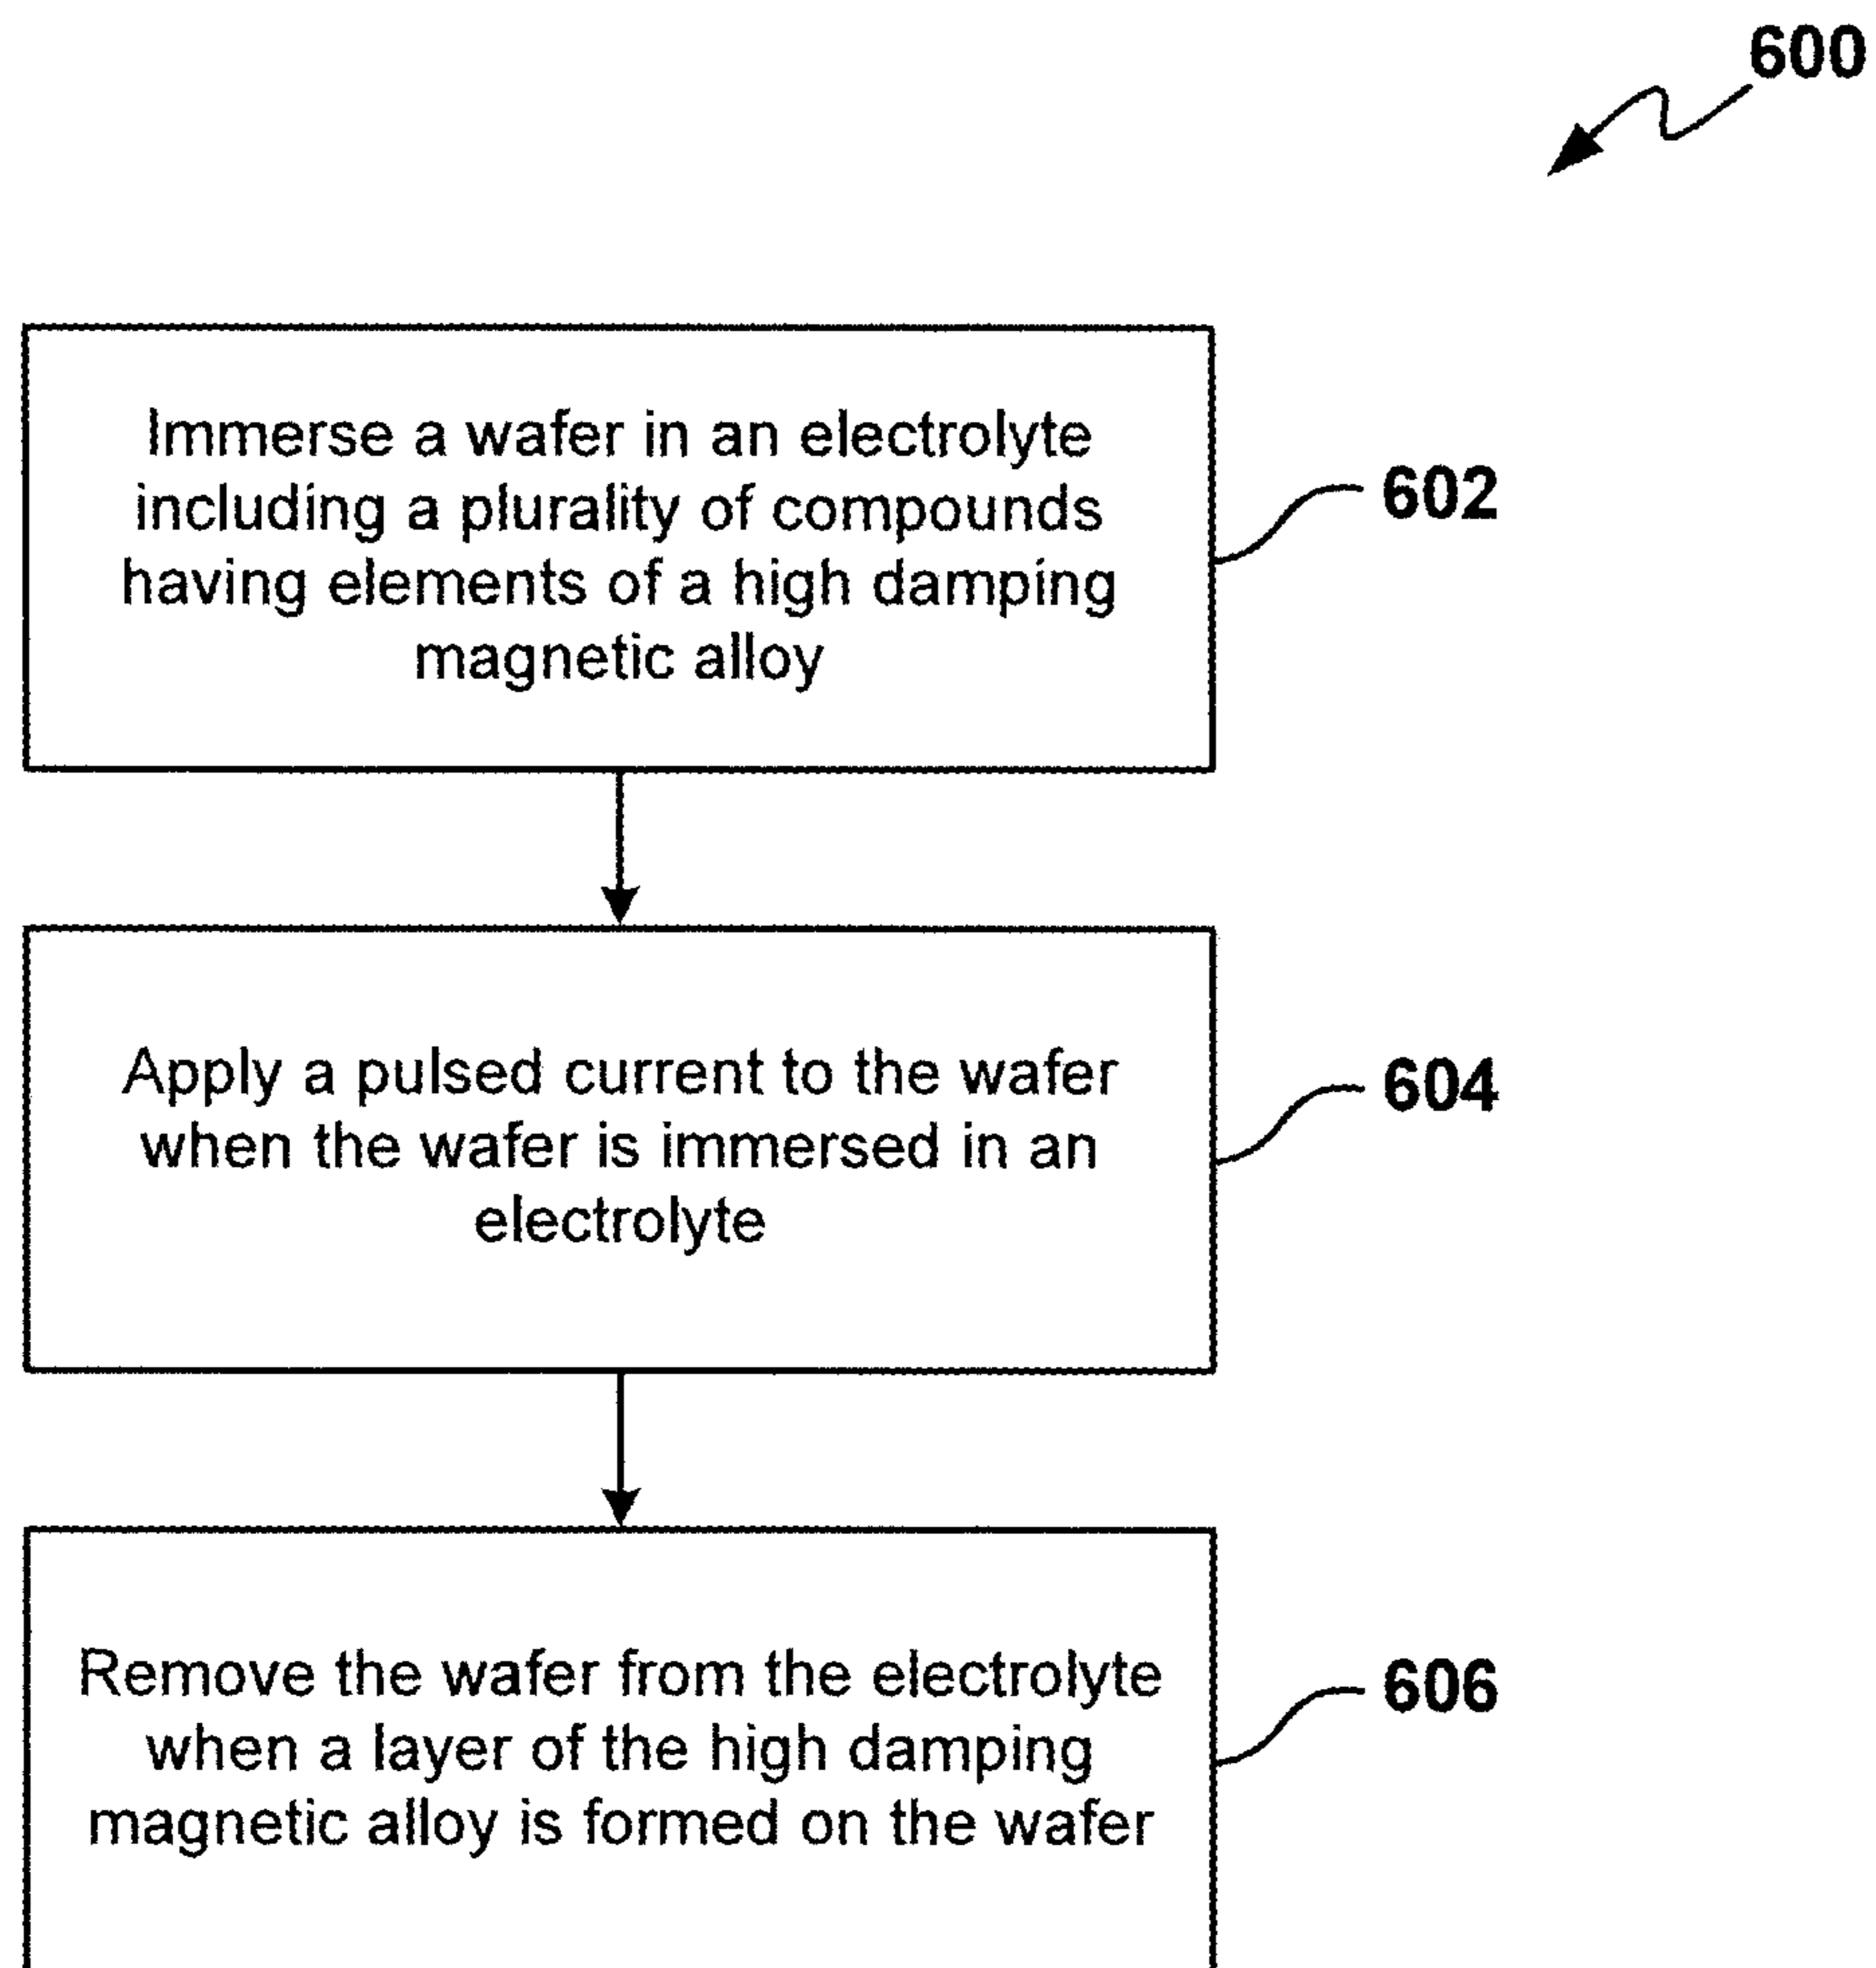 600
Immerse a wafer in an electrolyte
including a plurality of compounds
having elements of a high damping
magnetic alloy
602
Apply a pulsed current to the wafer
when the wafer is immersed in an
electrolyte
604
Remove the wafer from the electrolyte
when a layer of the high damping
magnetic alloy is formed on the wafer
606